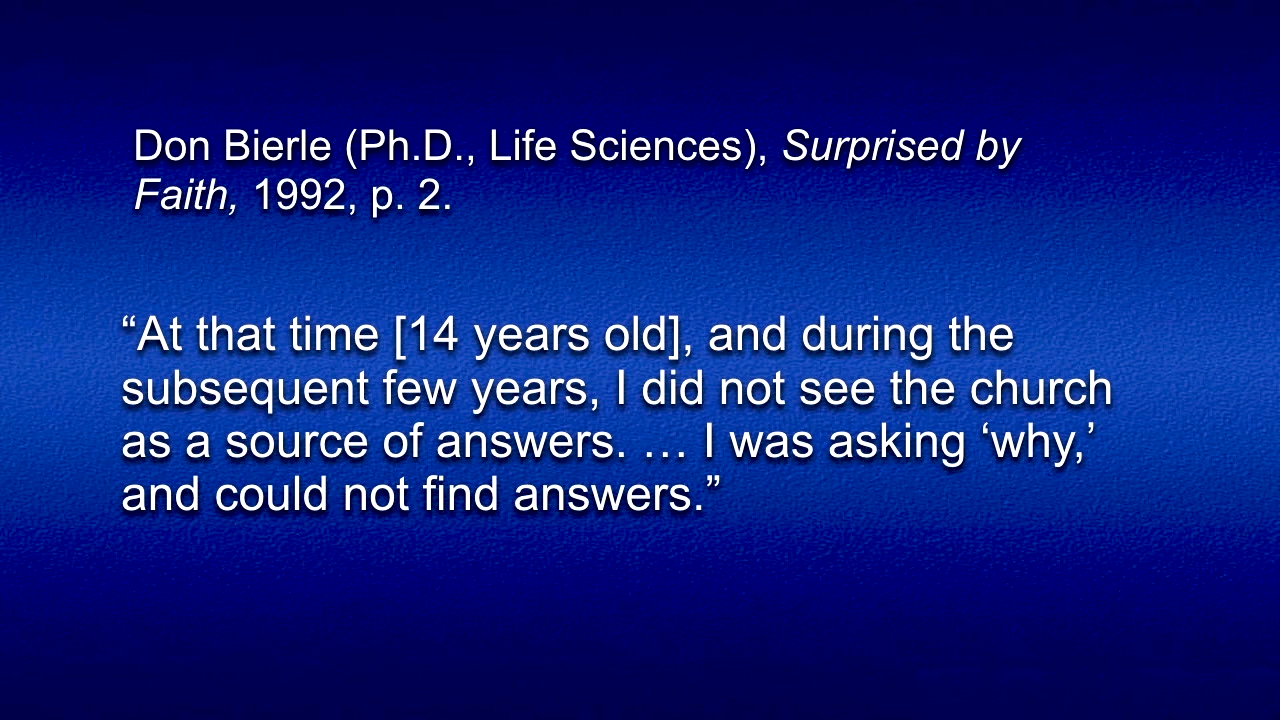 Don Bierle (Ph.D., Life Sciences), Surprised by
Faith, 1992, p. 2.
“At that time [14 years old], and during the
subsequent few years, I did not see the church
as a source of answers. … I was asking ‘why,’
and could not find answers.”